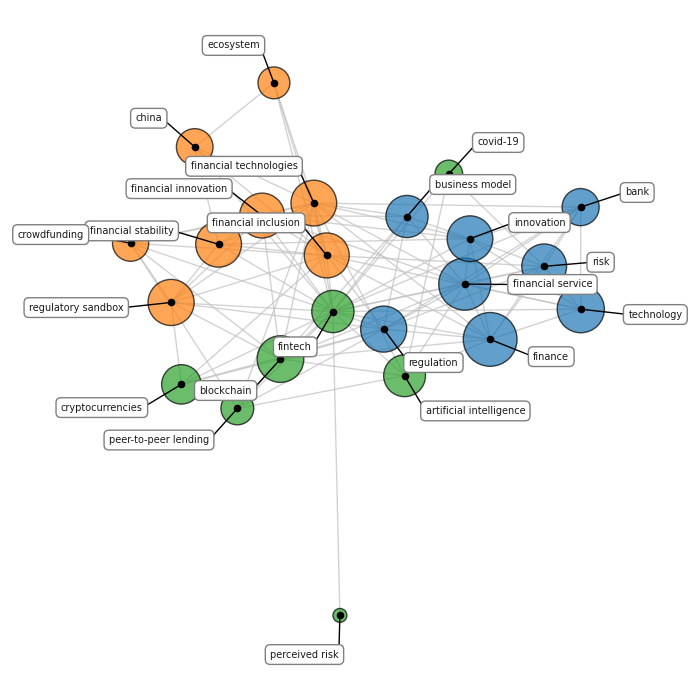 ecosystem
china
covid-19
financial technologies
business model
financial innovation
bank
innovation
financial inclusion
financial stability
crowdfunding
risk
financial service
regulatory sandbox
technology
fintech
finance
regulation
blockchain
cryptocurrencies
artificial intelligence
peer-to-peer lending
perceived risk